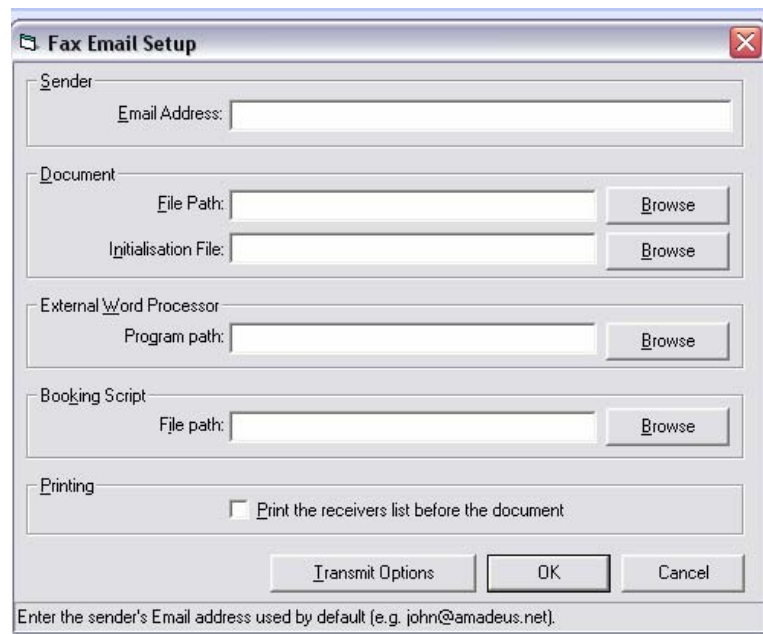 Fax Email Setup
Sender
Email Address:
Document
File Path:
Browse
Initialisation File:
Browse
External Word Processor
Program path:
Browse
Booking Script
File path:
Browse
Printing
Print the receivers list before the document
Transmit Options
OK
Cancel
Enter the sender's Email address used by default (e.g. john@amadeus.net).